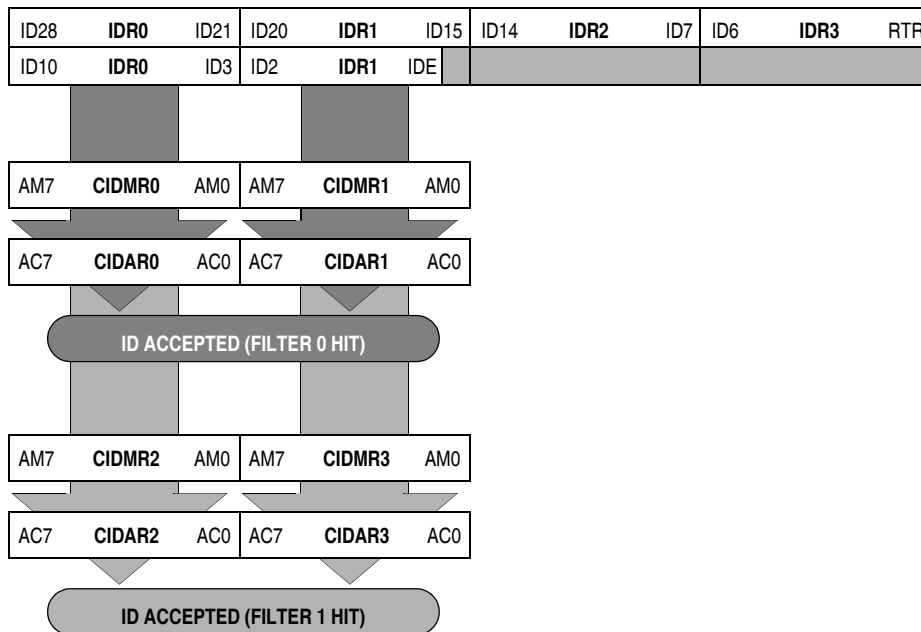 ID28 IDR0 ID21 ID20 IDR1 ID15 ID14 IDR2 ID7 ID6 IDR3 RTR
ID10 IDR0 ID3 ID2 IDR1 IDE
AM7 CIDMR0 AM0 AM7 CIDMR1 AM0
AC7 CIDAR0 AC0 AC7 CIDAR1 AC0
ID ACCEPTED (FILTER 0 HIT)
AM7 CIDMR2 AM0 AM7 CIDMR3 AM0
AC7 CIDAR2 AC0 AC7 CIDAR3 AC0
ID ACCEPTED (FILTER 1 HIT)